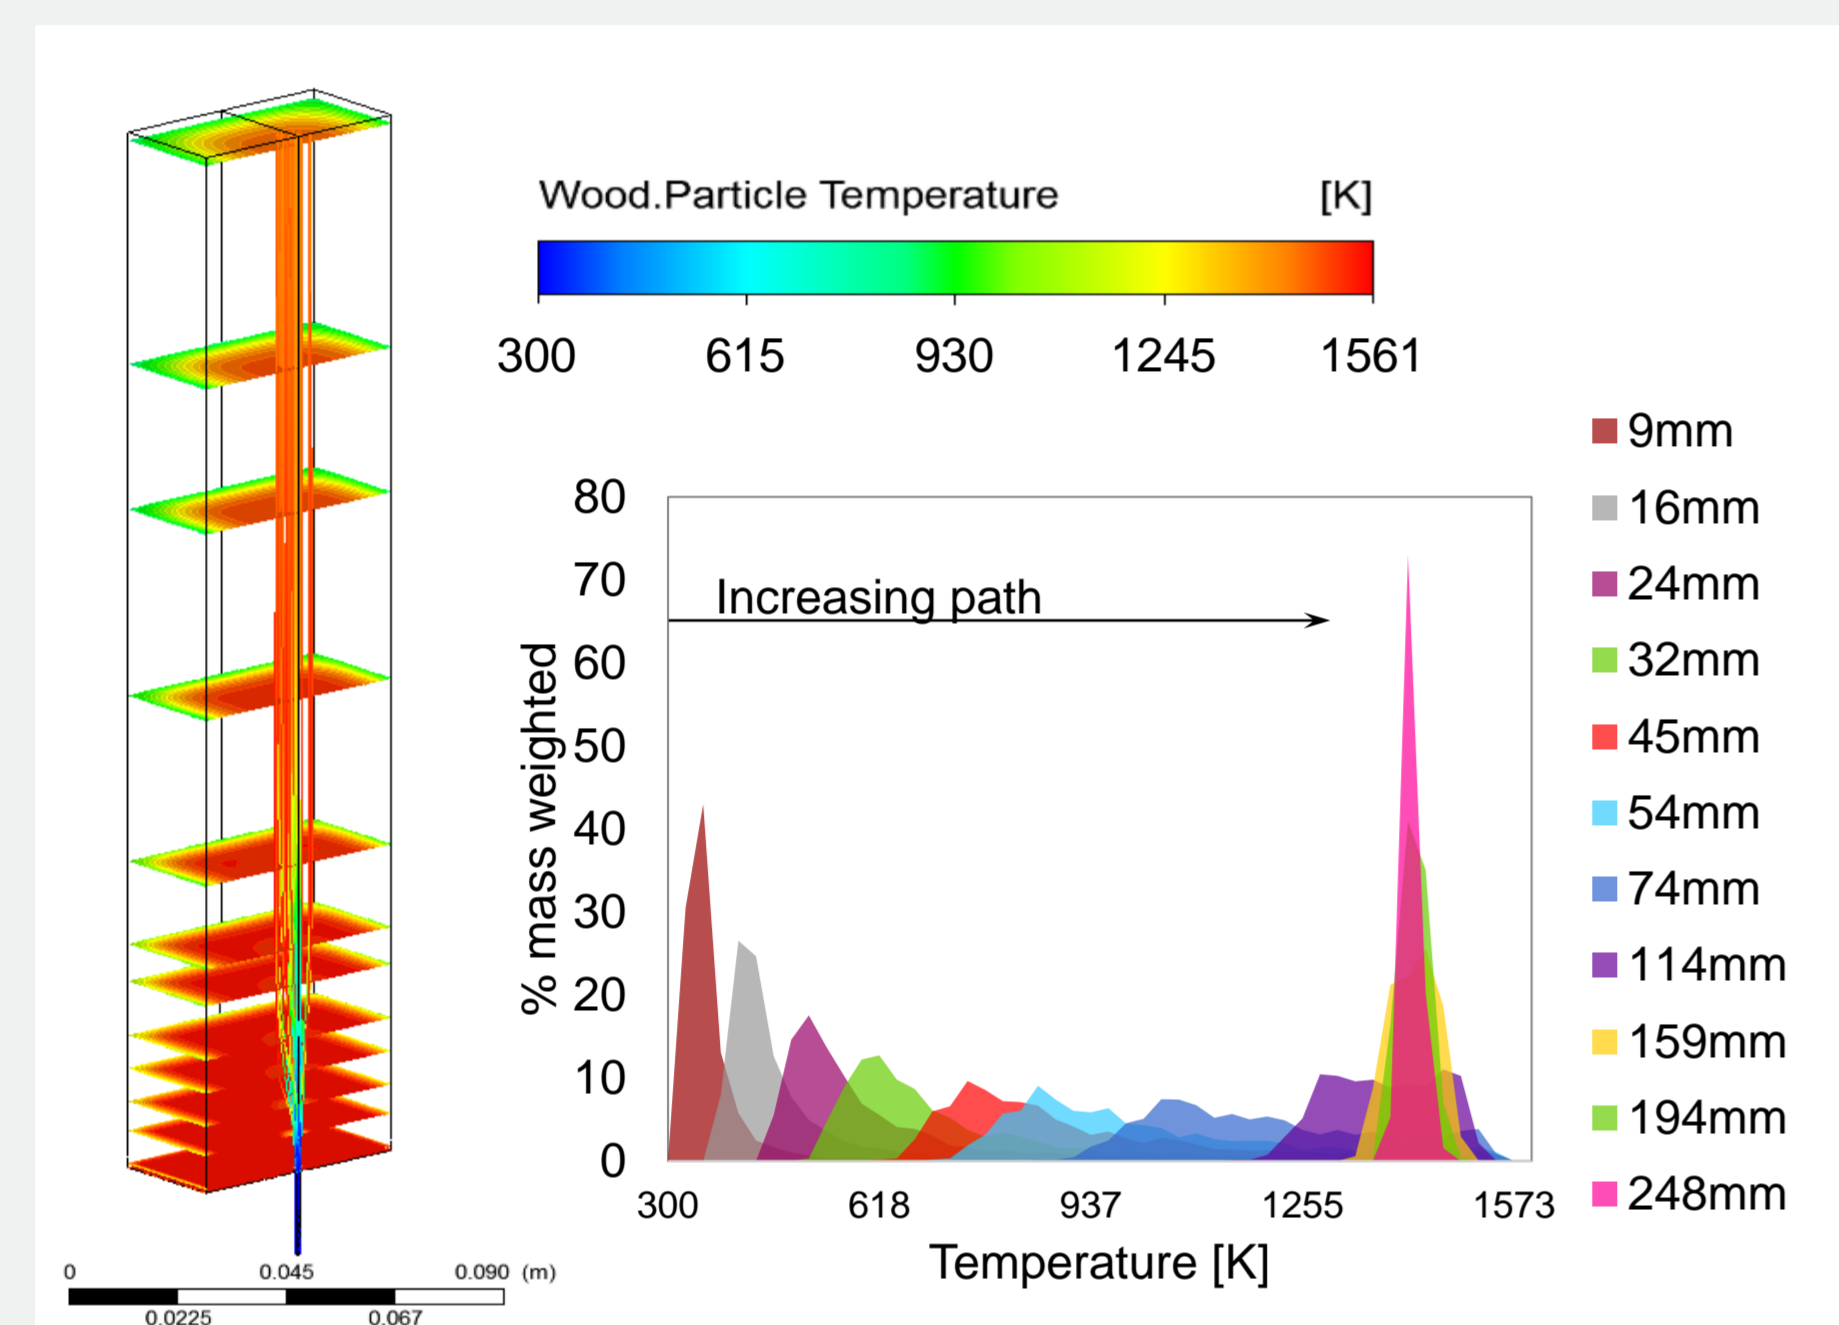 Wood.Particle Temperature [K]
300 615 930 1245 1561
9mm
16mm
24mm
32mm
45mm
54mm
74mm
114mm
159mm
194mm
248mm
% mass weighted
80
70
60
50
40
30
20
10
0
Increasing path
300 618 937 1255 1573
Temperature [K]
0 0.045 0.090 (m)
0.0225 0.067